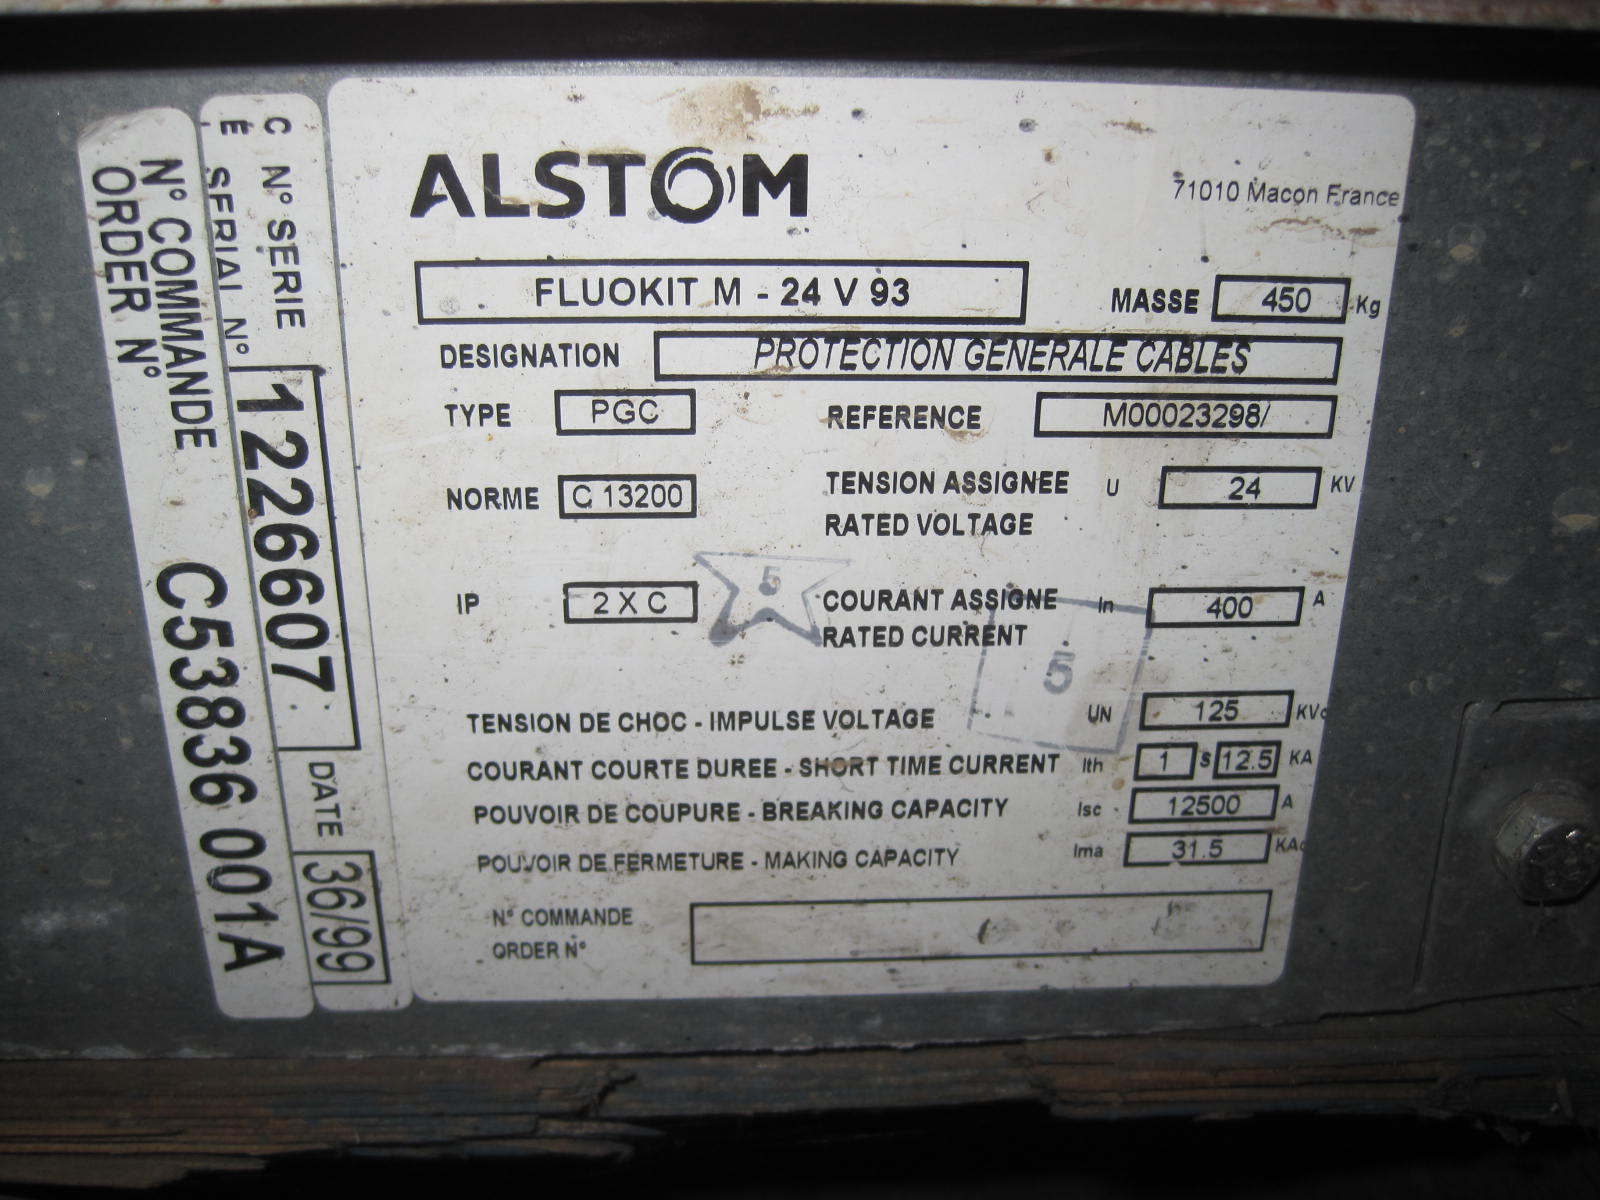 ALSTOM
71010 Macon France
FLUOKIT M - 24 V 93
MASSE 450 Kg
DESIGNATION PROTECTION GENERALE CABLES
TYPE PGC
REFERENCE M00023298/
NORME C 13200
TENSION ASSIGNEE U 24 KV
RATED VOLTAGE
IP 2 X C
5
COURANT ASSIGNE In 400 A
RATED CURRENT
5
TENSION DE CHOC - IMPULSE VOLTAGE UN 125
COURANT COURTE DUREE - SHORT TIME CURRENT Ith 1 S 12.5 KA
POUVOIR DE COUPURE - BREAKING CAPACITY Isc 12500 A
POUVOIR DE FERMETURE - MAKING CAPACITY Ima 31.5
N° COMMANDE
ORDER N°
C N° SERIE
E SERIAL N°
1226607
DATE 36/99
N° COMMANDE
ORDER N°
C53836 001A